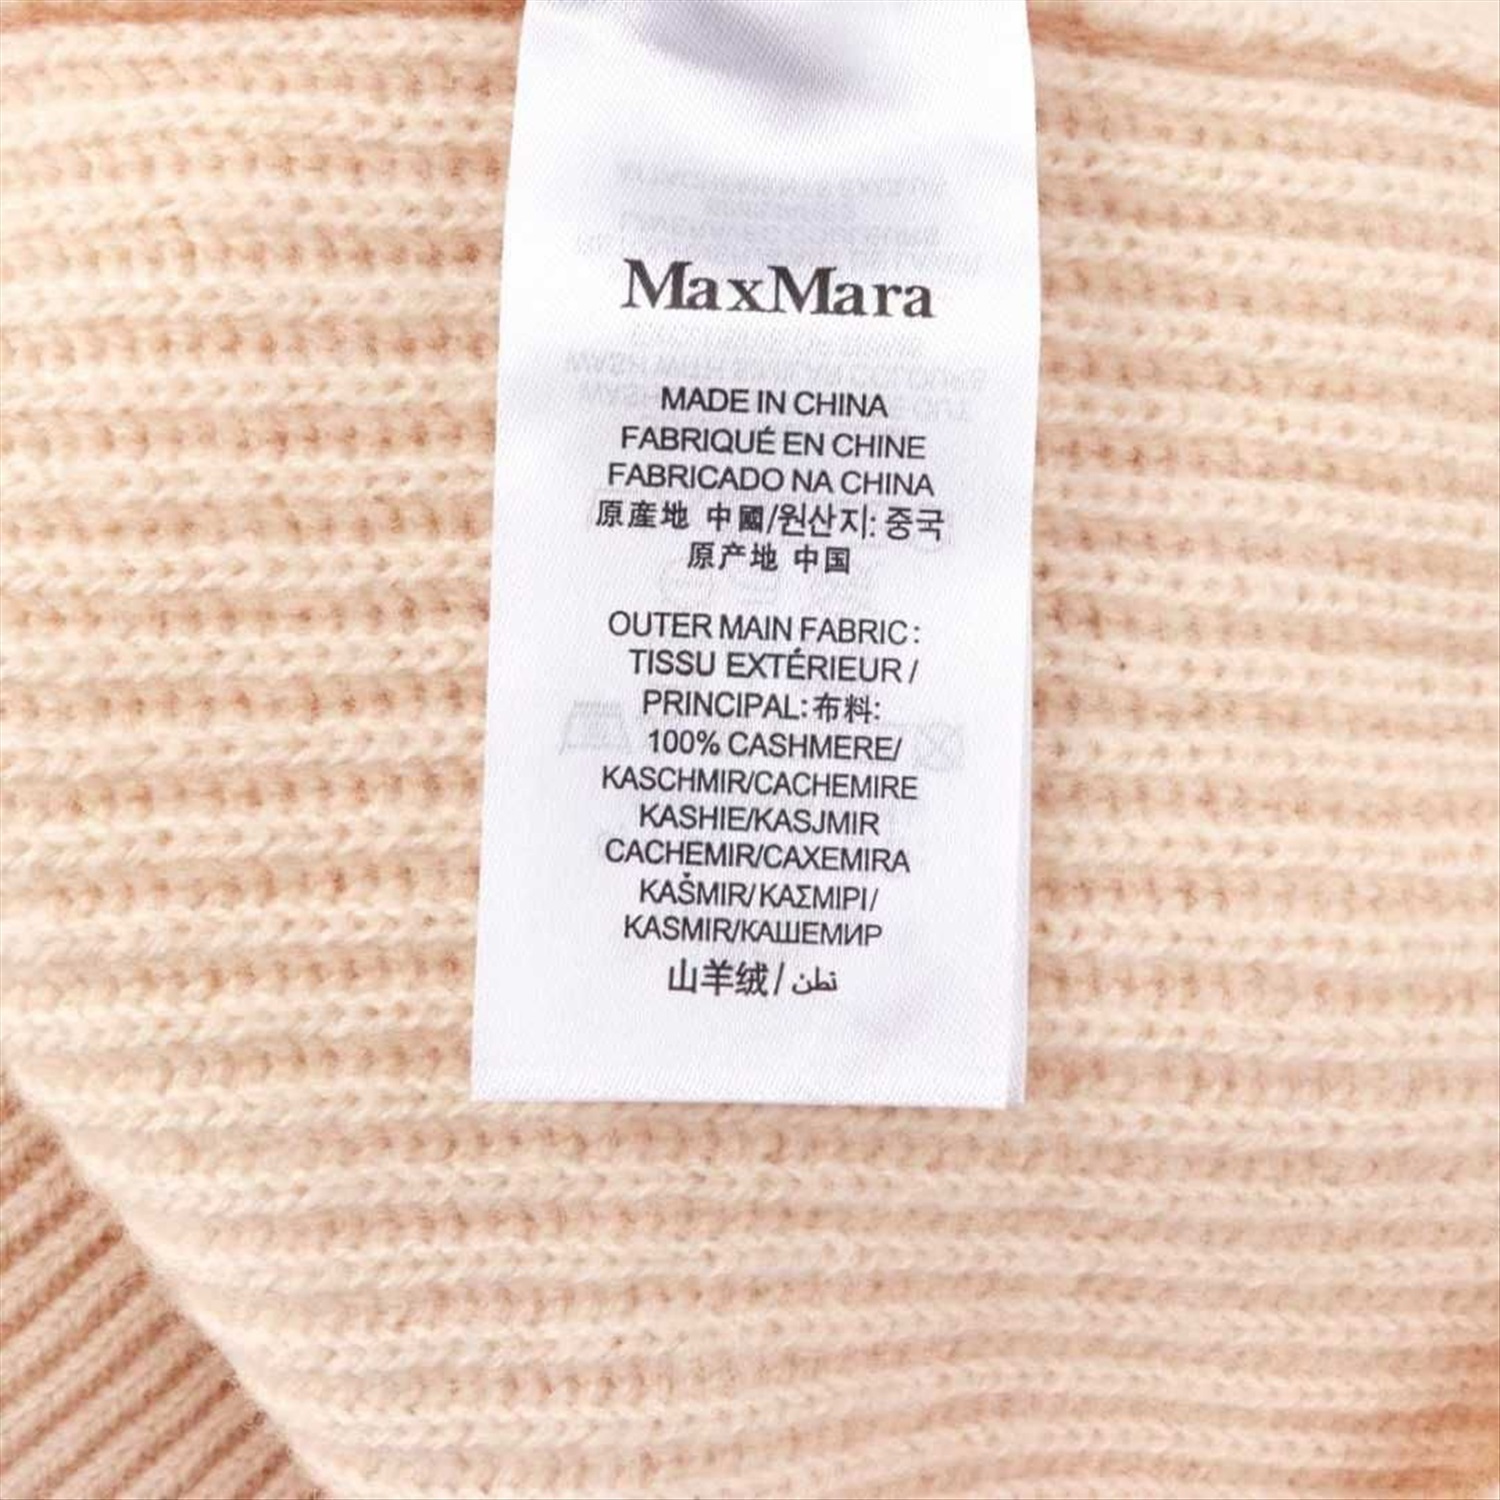 MaxMara
MADE IN CHINA
FABRIQUÉ EN CHINE
FABRICADO NA CHINA
原産地 中國/원산지: 중국
原产地 中国
OUTER MAIN FABRIC:
TISSU EXTÉRIEUR /
PRINCIPAL:布料:
100% CASHMERE/
KASCHMIR/CACHEMIRE
KASHIE/KASJMIR
CACHEMIR/CAXEMIRA
KAŠMIR/ΚΑΣΜΙΡΙ/
KASMIR/КАШЕМИР
山羊绒/قطن